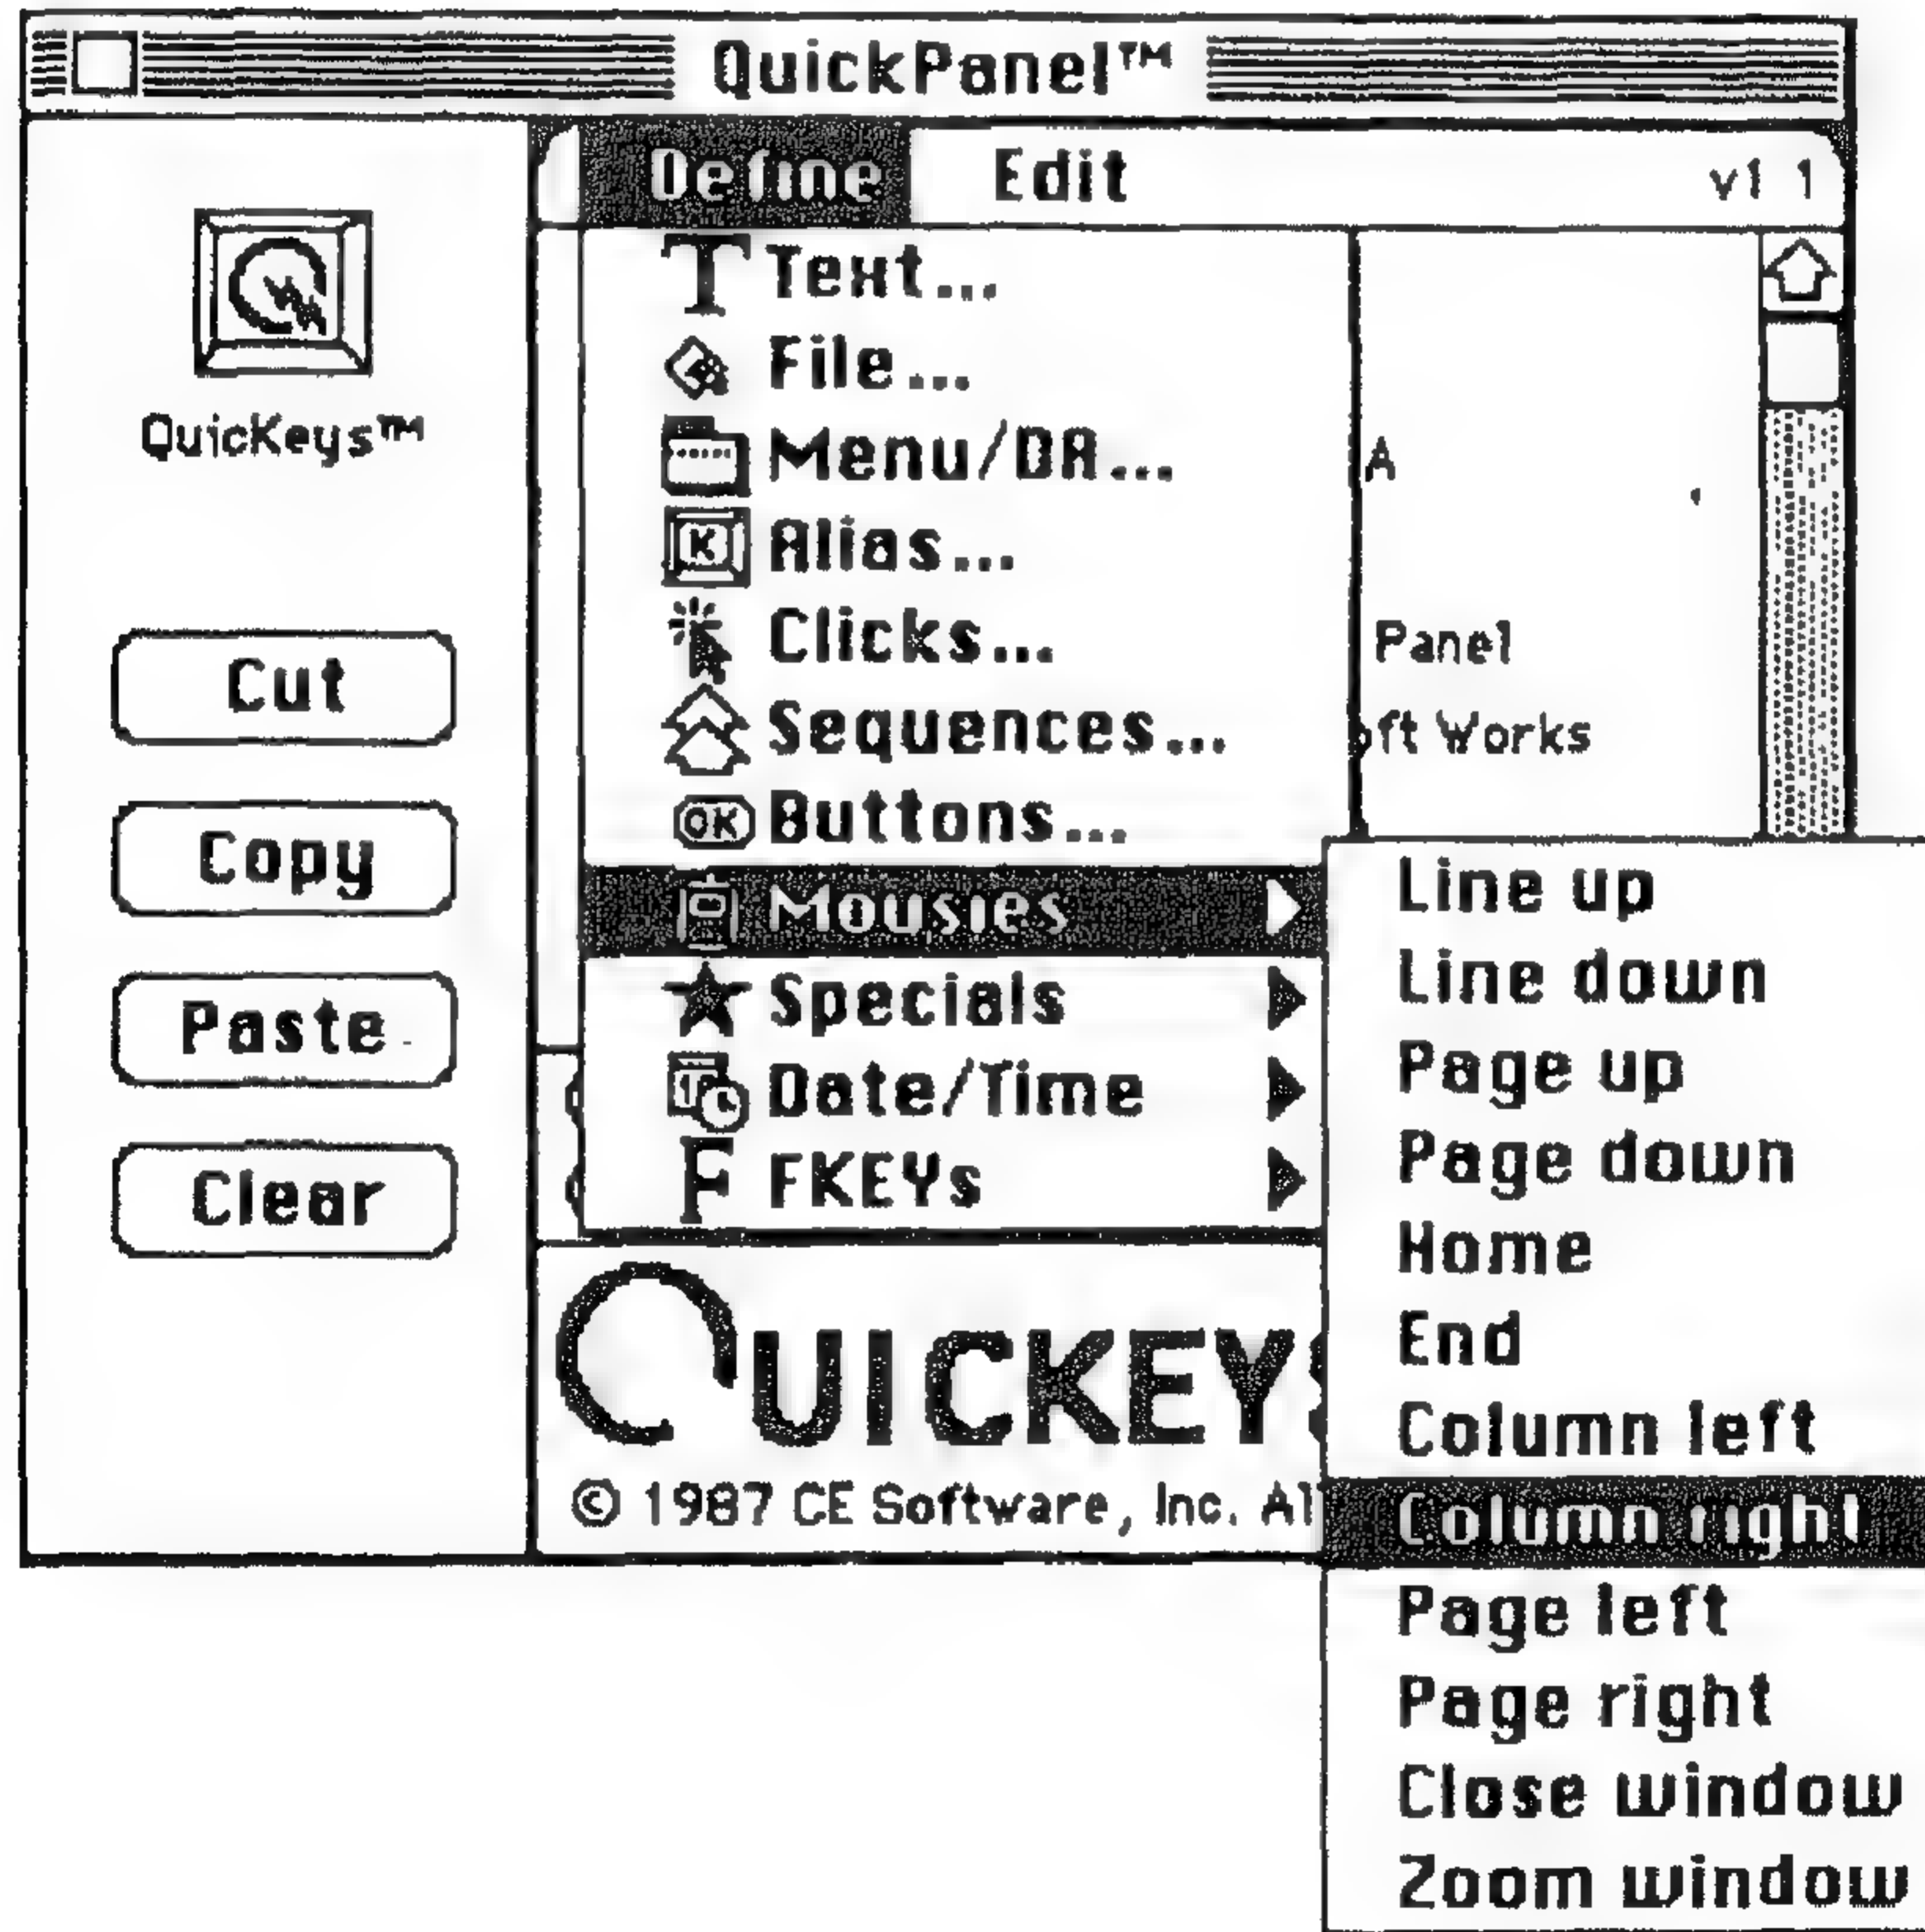 QuickPanel™
QuicKeys™
Cut
Copy
Paste
Clear
Define Edit v1 1
Text...
File...
Menu/DA...
Alias...
Clicks...
Sequences...
OK Buttons...
Mousies
Specials
Date/Time
FKEYs
A
Panel
ft Works
Line up
Line down
Page up
Page down
Home
End
Column left
Column right
Page left
Page right
Close window
Zoom window
QUICKEYS
© 1987 CE Software, Inc. Al